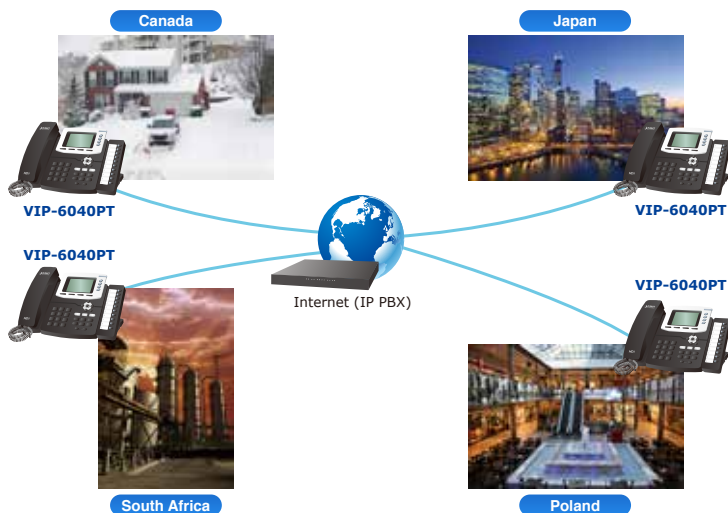 Canada
Japan
VIP-6040PT
VIP-6040PT
VIP-6040PT
VIP-6040PT
Internet (IP PBX)
South Africa
Poland